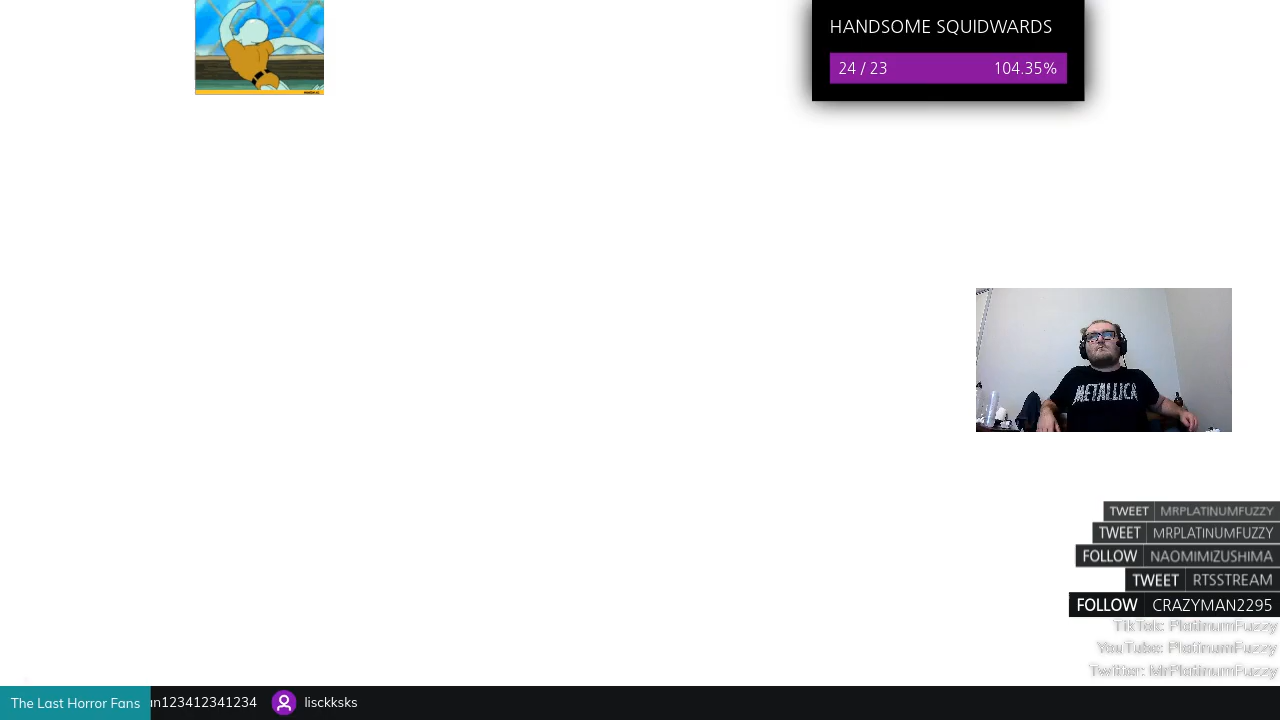 HANDSOME SQUIDWARDS
24 / 23 104.35%
METALLICA
TWEET MRPLATINUMFUZZY
TWEET MRPLATINUMFUZZY
FOLLOW NAOMIMIZUSHIMA
TWEET RTSSTREAM
FOLLOW CRAZYMAN2295
TikTok: PlatinumFuzzy
YouTube: PlatinumFuzzy
Twitter: MrPlatinumFuzzy
The Last Horror Fans un123412341234 lisckksks